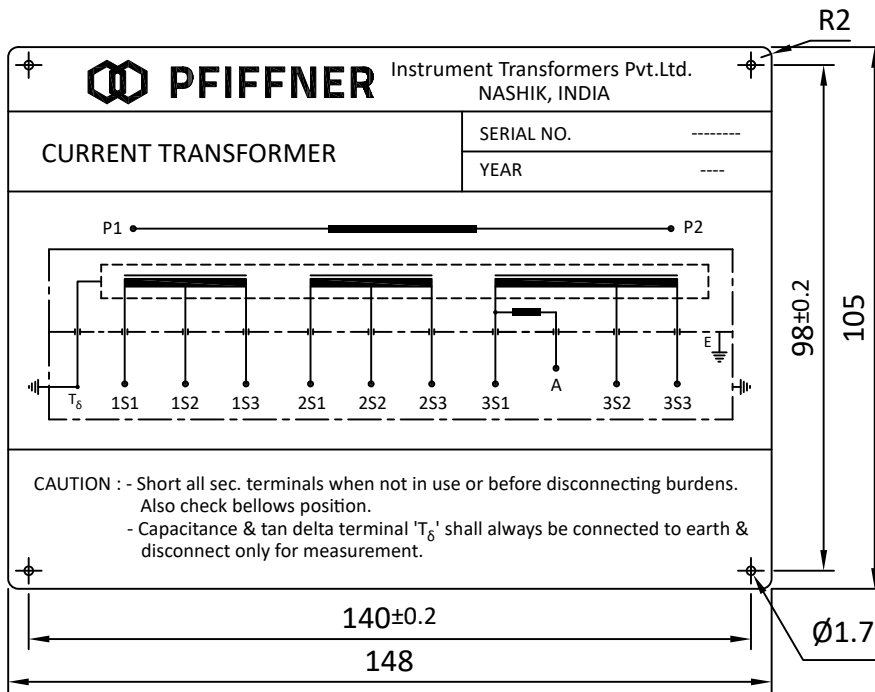 R2
PFIFFNER Instrument Transformers Pvt.Ltd.
NASHIK, INDIA
CURRENT TRANSFORMER
SERIAL NO. --------
YEAR ----
P1 P2
E
Tδ 1S1 1S2 1S3 2S1 2S2 2S3 3S1 A 3S2 3S3
CAUTION : - Short all sec. terminals when not in use or before disconnecting burdens.
Also check bellows position.
- Capacitance & tan delta terminal 'Tδ' shall always be connected to earth &
disconnect only for measurement.
98±0.2
105
140±0.2
148
Ø1.7